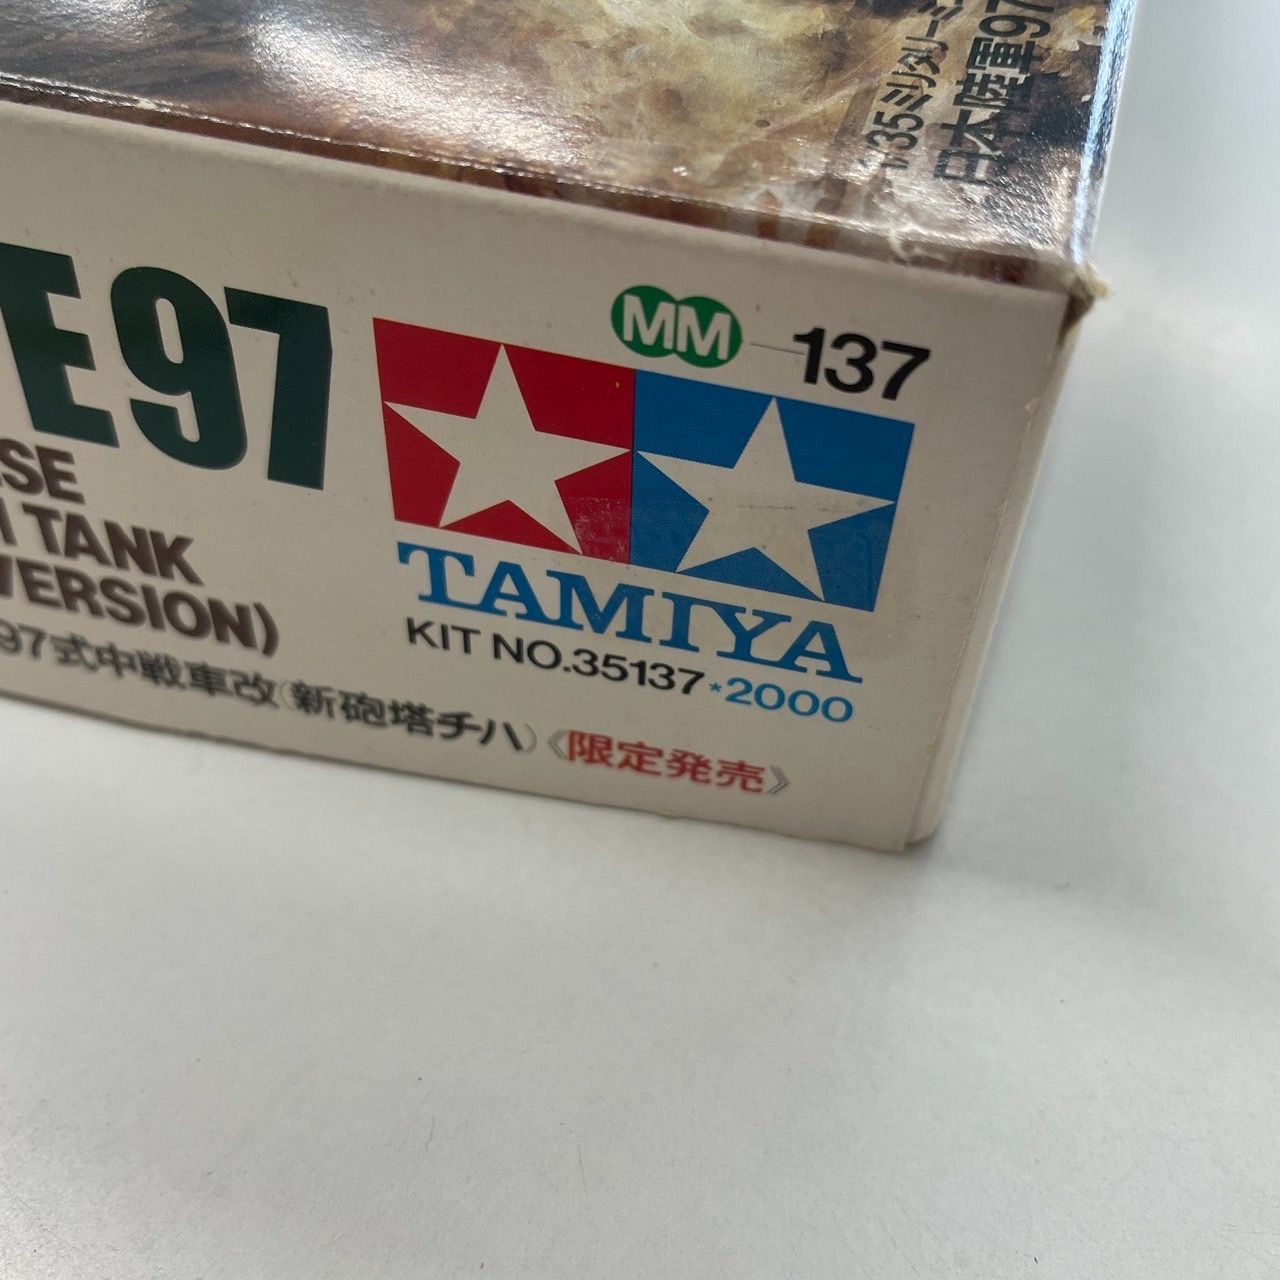 1/35ミリタリーミ
日本陸軍97
E97
MM 137
SE
TANK
VERSION)
97式中戦車改(新砲塔チハ)《限定発売》
TAMIYA
KIT NO.35137*2000